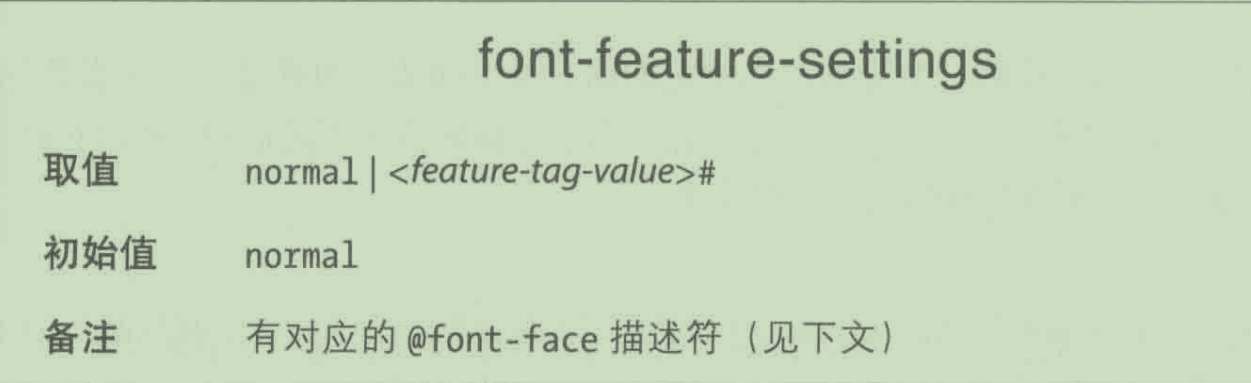 font-feature-settings
取值 normal | <feature-tag-value>#
初始值 normal
备注 有对应的 @font-face 描述符（见下文）